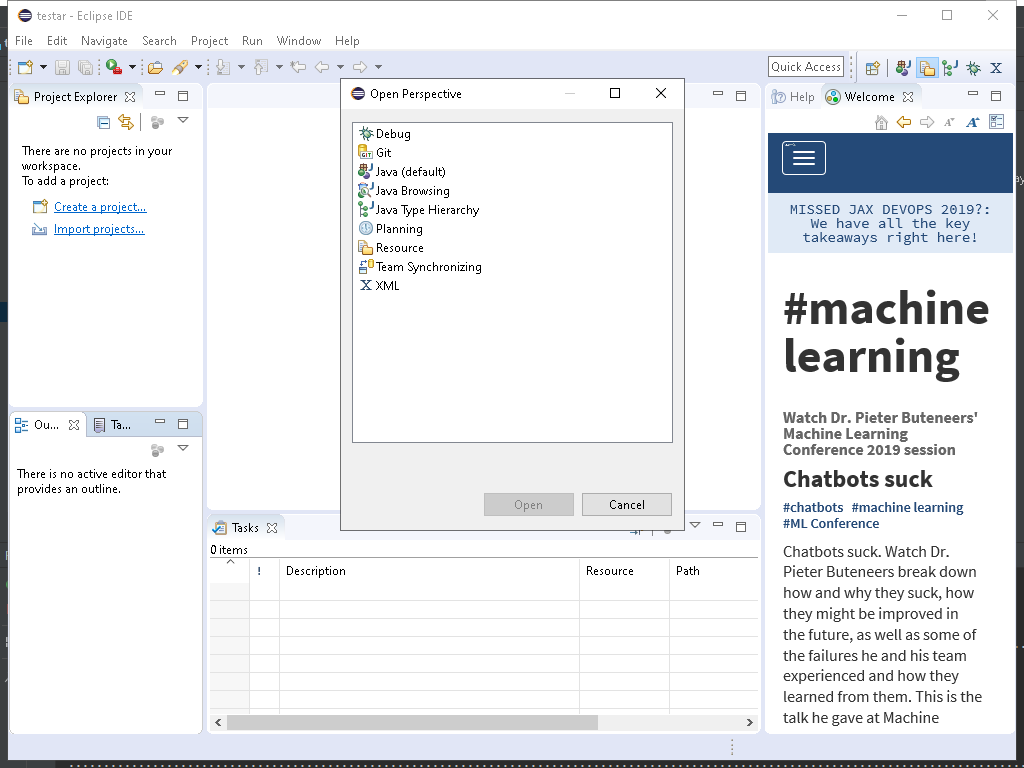 testar - Eclipse IDE
File Edit Navigate Search Project Run Window Help
Quick Access
Project Explorer
There are no projects in your
workspace.
To add a project:
Create a project...
Import projects...
Ou...
Ta...
There is no active editor that
provides an outline.
Open Perspective
Debug
Git
Java (default)
Java Browsing
Java Type Hierarchy
Planning
Resource
Team Synchronizing
XML
Open
Cancel
Tasks
0 items
! Description Resource Path
Help
Welcome
MISSED JAX DEVOPS 2019?:
We have all the key
takeaways right here!
#machine
learning
Watch Dr. Pieter Buteneers'
Machine Learning
Conference 2019 session
Chatbots suck
#chatbots #machine learning
#ML Conference
Chatbots suck. Watch Dr.
Pieter Buteneers break down
how and why they suck, how
they might be improved in
the future, as well as some of
the failures he and his team
experienced and how they
learned from them. This is the
talk he gave at Machine